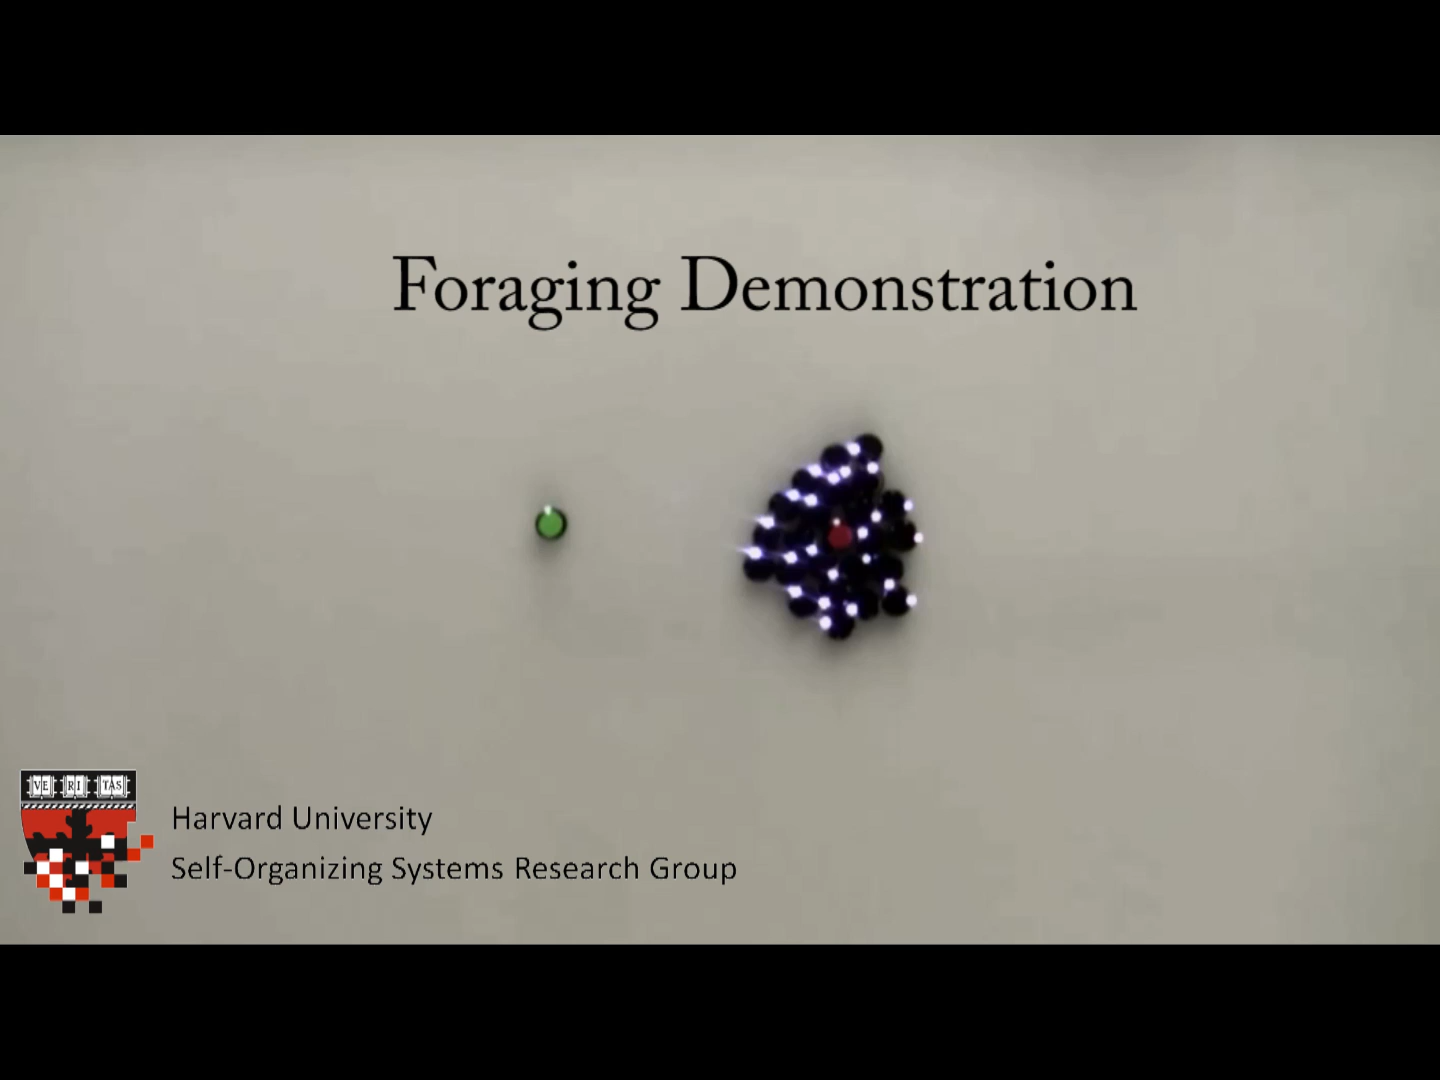 Foraging Demonstration
VE RI TAS
Harvard University
Self-Organizing Systems Research Group